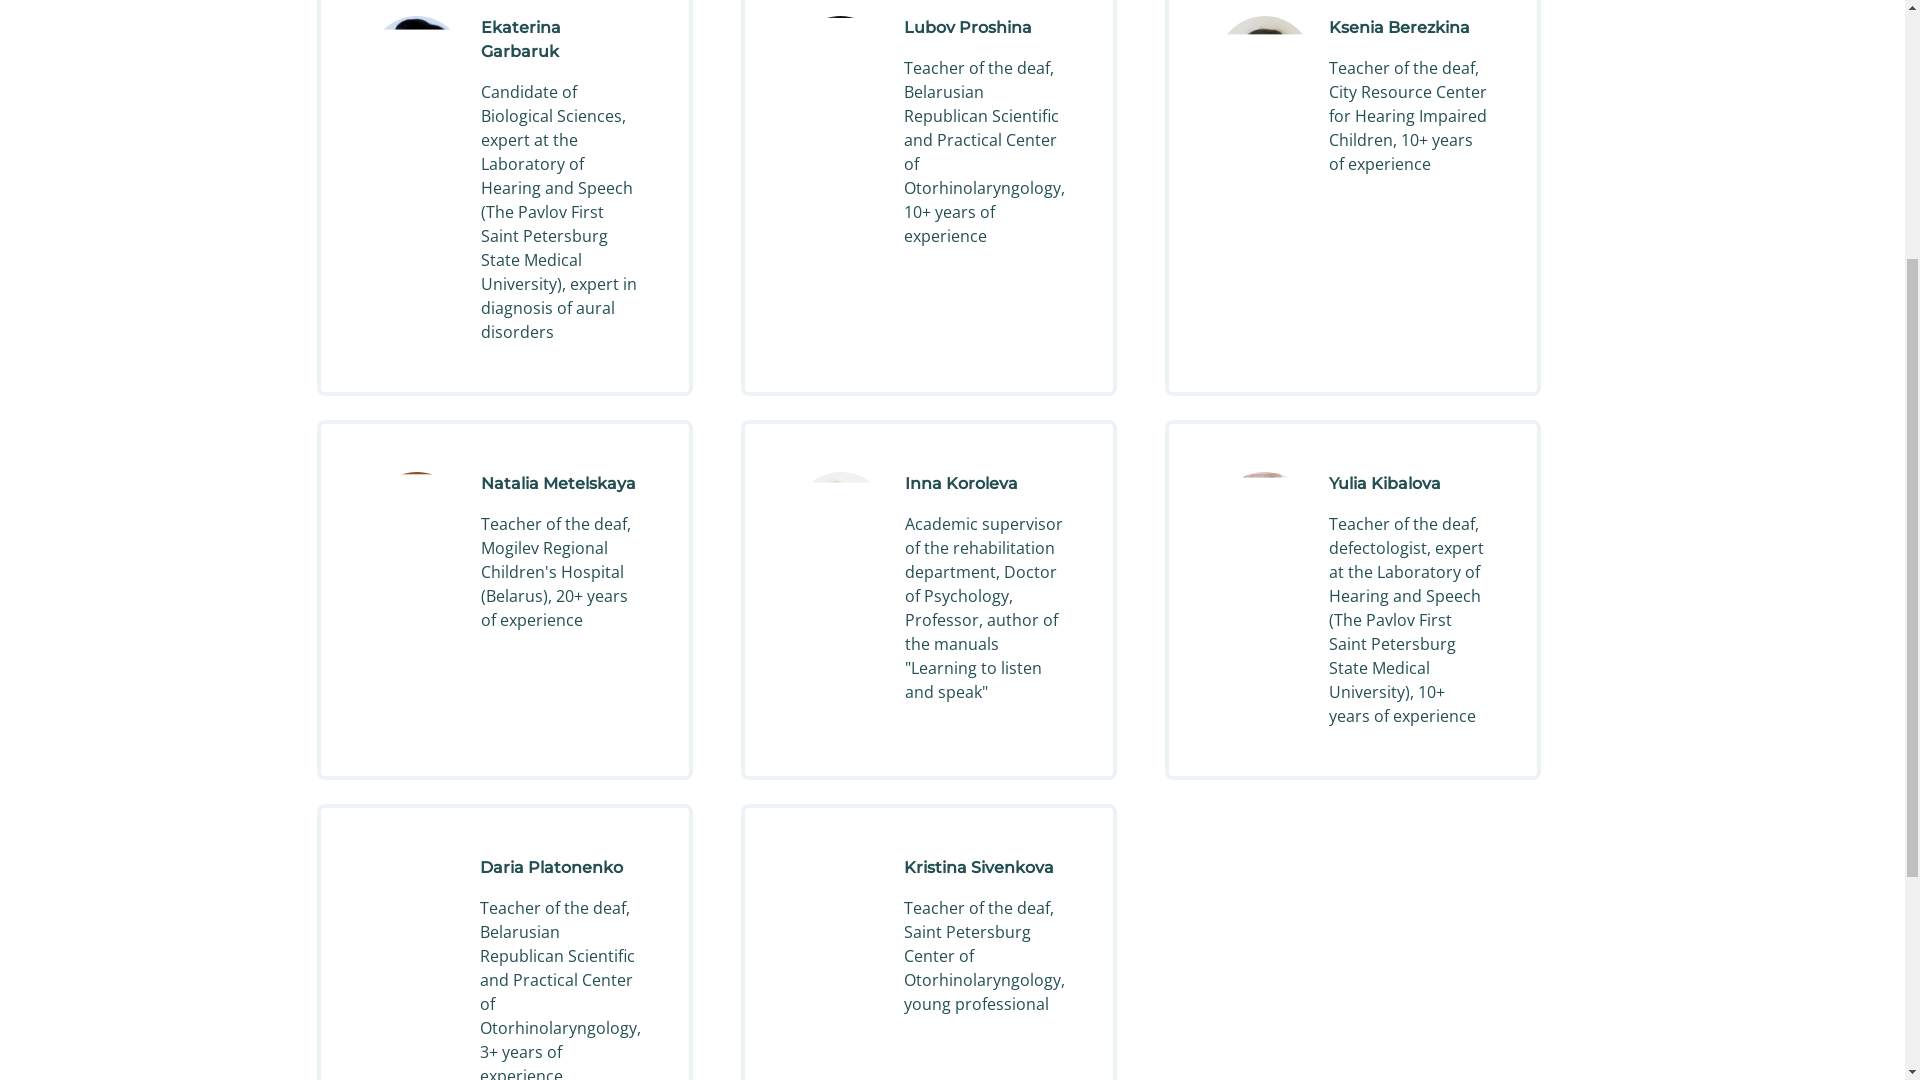 Ekaterina
Garbaruk
Candidate of
Biological Sciences,
expert at the
Laboratory of
Hearing and Speech
(The Pavlov First
Saint Petersburg
State Medical
University), expert in
diagnosis of aural
disorders
Lubov Proshina
Teacher of the deaf,
Belarusian
Republican Scientific
and Practical Center
of
Otorhinolaryngology,
10+ years of
experience
Ksenia Berezkina
Teacher of the deaf,
City Resource Center
for Hearing Impaired
Children, 10+ years
of experience
Natalia Metelskaya
Teacher of the deaf,
Mogilev Regional
Children's Hospital
(Belarus), 20+ years
of experience
Inna Koroleva
Academic supervisor
of the rehabilitation
department, Doctor
of Psychology,
Professor, author of
the manuals
"Learning to listen
and speak"
Yulia Kibalova
Teacher of the deaf,
defectologist, expert
at the Laboratory of
Hearing and Speech
(The Pavlov First
Saint Petersburg
State Medical
University), 10+
years of experience
Daria Platonenko
Teacher of the deaf,
Belarusian
Republican Scientific
and Practical Center
of
Otorhinolaryngology,
3+ years of
experience
Kristina Sivenkova
Teacher of the deaf,
Saint Petersburg
Center of
Otorhinolaryngology,
young professional